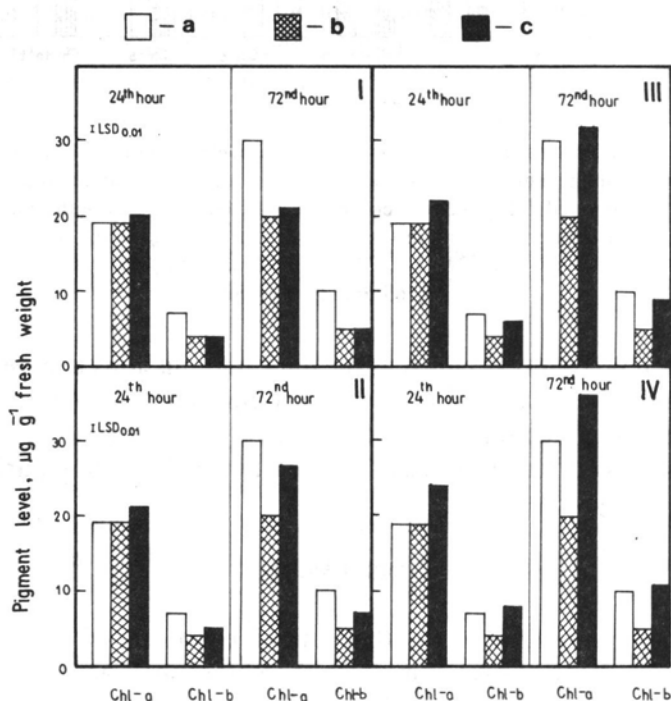 - a - b - c
24th hour 72nd hour I 24th hour 72nd hour III
I LSD0.01
30
20
10
0
24th hour 72nd hour II 24th hour 72nd hour IV
I LSD0.01
30
20
10
0
Pigment level, µg g-1 fresh weight
Chl-a Chl-b Chl-a Chl-b Chl-a Chl-b Chl-a Chl-b